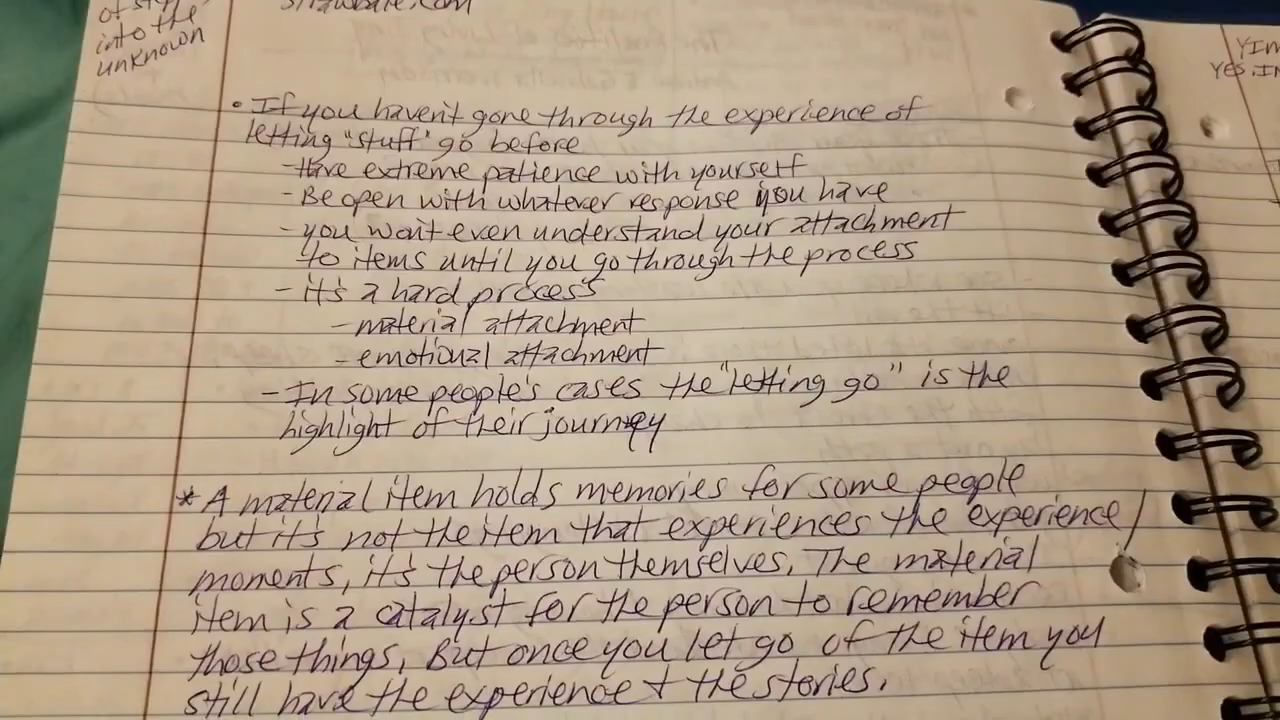 into the
unknown
• If you haven't gone through the experience of
letting "stuff" go before
- Have extreme patience with yourself
- Be open with whatever response you have
- you won't even understand your attachment
to items until you go through the process
- it's a hard process
- material attachment
- emotional attachment
- In some people's cases the "letting go" is the
highlight of their journey
* A material item holds memories for some people
but it's not the item that experiences the experience/
moments, it's the person themselves. The material
item is a catalyst for the person to remember
those things, But once you let go of the item you
still have the experience + the stories.